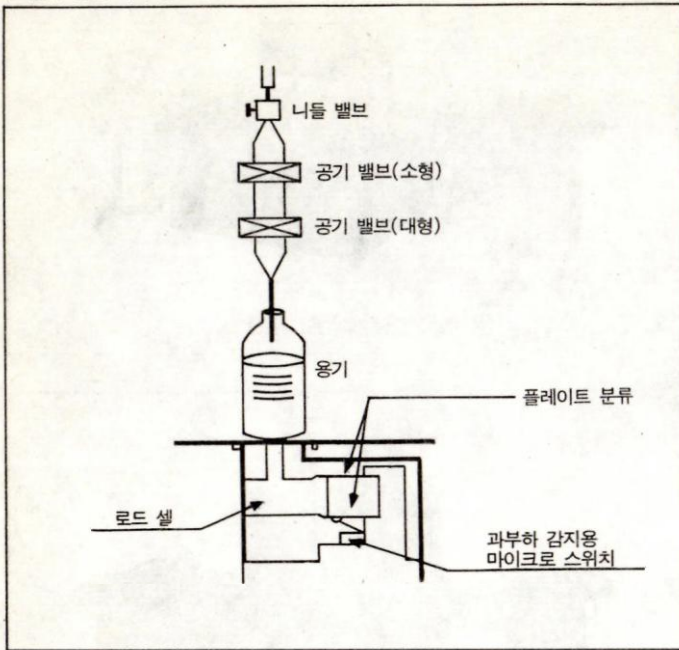 니들 밸브
공기 밸브(소형)
공기 밸브(대형)
용기
플레이트 분류
로드 셀
과부하 감지용
마이크로 스위치